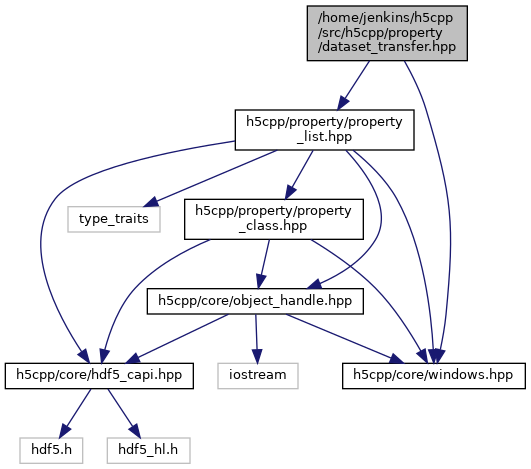 /home/jenkins/h5cpp
/src/h5cpp/property
/dataset_transfer.hpp
h5cpp/property/property
_list.hpp
type_traits
h5cpp/property/property
_class.hpp
h5cpp/core/object_handle.hpp
h5cpp/core/hdf5_capi.hpp
iostream
h5cpp/core/windows.hpp
hdf5.h
hdf5_hl.h